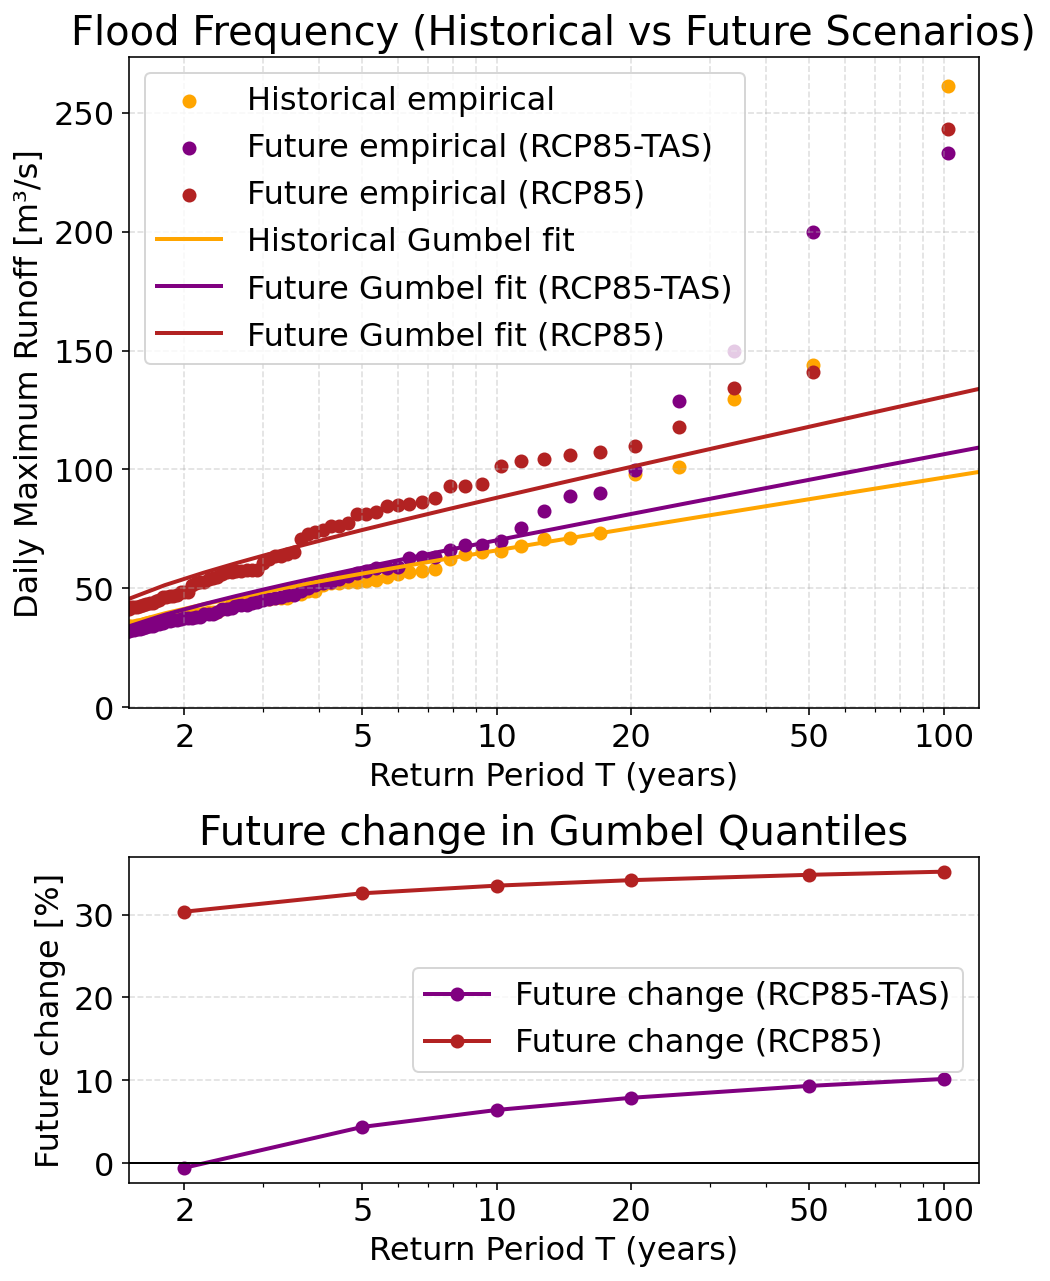 Flood Frequency (Historical vs Future Scenarios)
Daily Maximum Runoff [m³/s]
250
200
150
100
50
0
Historical empirical
Future empirical (RCP85-TAS)
Future empirical (RCP85)
Historical Gumbel fit
Future Gumbel fit (RCP85-TAS)
Future Gumbel fit (RCP85)
2 5 10 20 50 100
Return Period T (years)
Future change in Gumbel Quantiles
Future change [%]
30
20
10
0
Future change (RCP85-TAS)
Future change (RCP85)
2 5 10 20 50 100
Return Period T (years)